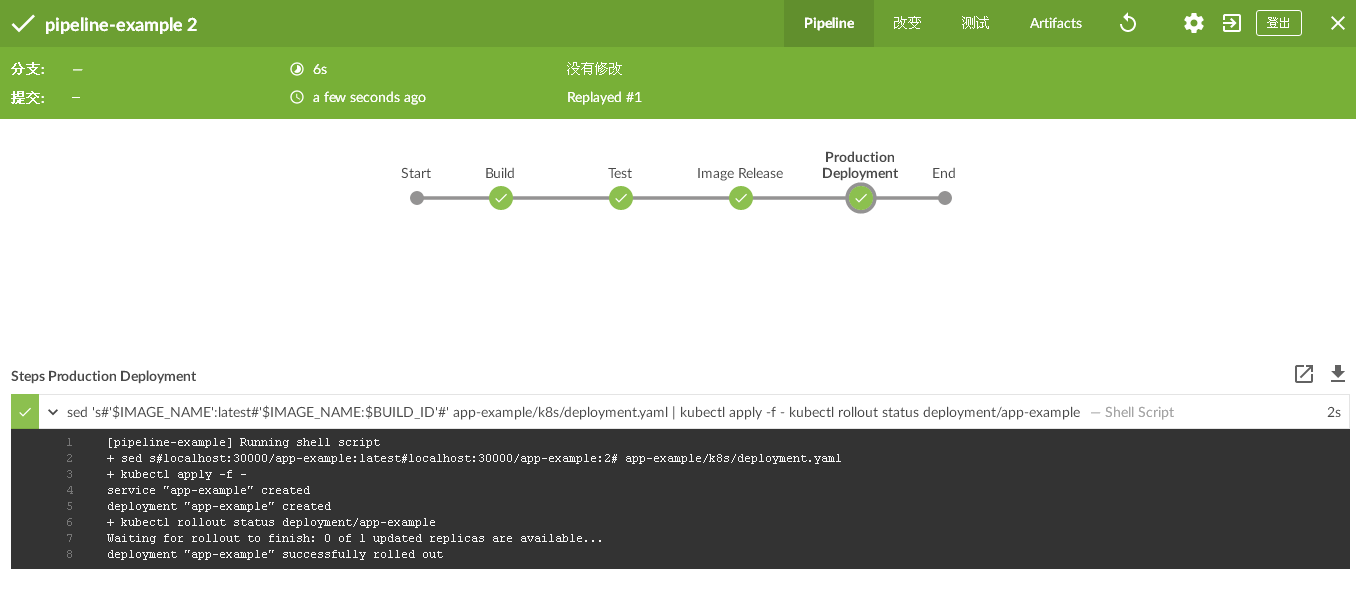 pipeline-example 2
Pipeline 改变 测试 Artifacts 登出
分支: — 6s 没有修改
提交: — a few seconds ago Replayed #1
Start Build Test Image Release Production Deployment End
Steps Production Deployment
sed 's#'$IMAGE_NAME':latest#'$IMAGE_NAME:$BUILD_ID'#' app-example/k8s/deployment.yaml | kubectl apply -f - kubectl rollout status deployment/app-example — Shell Script 2s
1 [pipeline-example] Running shell script
2 + sed s#localhost:30000/app-example:latest#localhost:30000/app-example:2# app-example/k8s/deployment.yaml
3 + kubectl apply -f -
4 service "app-example" created
5 deployment "app-example" created
6 + kubectl rollout status deployment/app-example
7 Waiting for rollout to finish: 0 of 1 updated replicas are available...
8 deployment "app-example" successfully rolled out